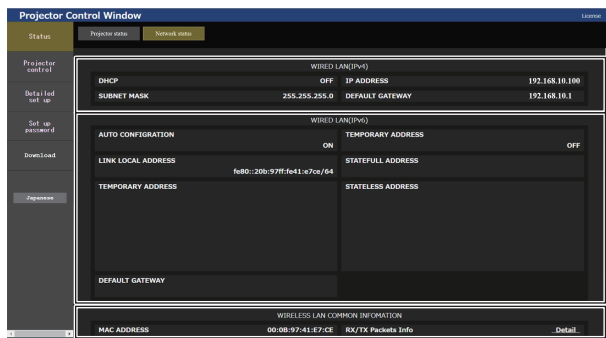 Projector Control Window
License
Status
Projector status
Network status
Projector
control
Detailed
set up
Set up
password
Download
Japanese
WIRED LAN(IPv4)
DHCP OFF IP ADDRESS 192.168.10.100
SUBNET MASK 255.255.255.0 DEFAULT GATEWAY 192.168.10.1
WIRED LAN(IPv6)
AUTO CONFIGRATION TEMPORARY ADDRESS
ON OFF
LINK LOCAL ADDRESS STATEFULL ADDRESS
fe80::20b:97ff:fe41:e7ce/64
TEMPORARY ADDRESS STATELESS ADDRESS
DEFAULT GATEWAY
WIRELESS LAN COMMON INFOMATION
MAC ADDRESS 00:0B:97:41:E7:CE RX/TX Packets Info Detail